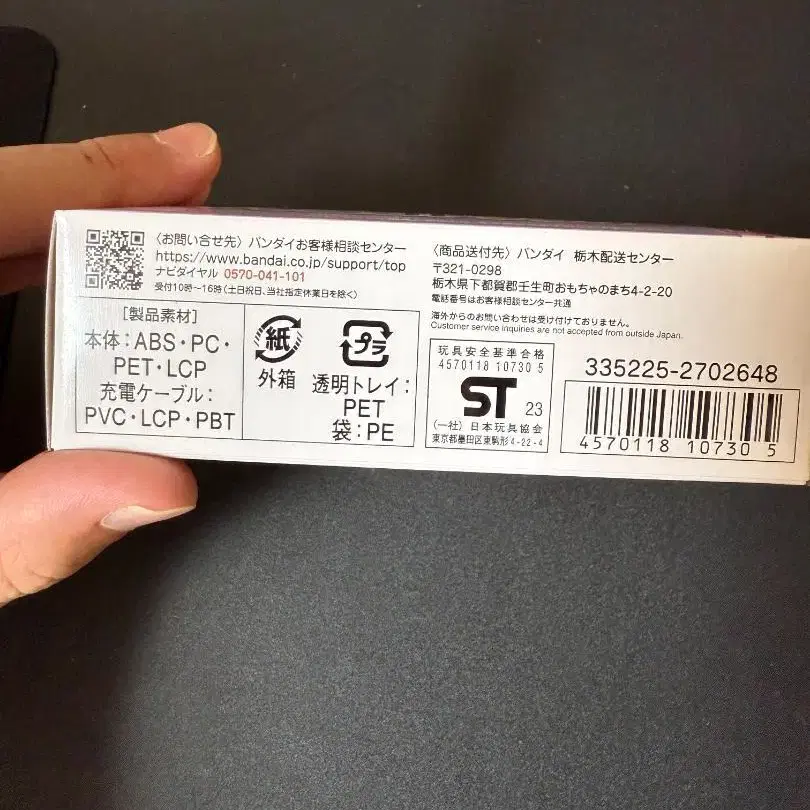 〈お問い合せ先〉バンダイお客様相談センター
https://www.bandai.co.jp/support/top
ナビダイヤル 0570-041-101
受付10時～16時(土日祝日、当社指定休業日を除く)
〈商品送付先〉バンダイ 栃木配送センター
〒321-0298
栃木県下都賀郡壬生町おもちゃのまち4-2-20
電話番号はお客様相談センター共通
海外からのお問い合わせは受け付けておりません。
Customer service inquiries are not accepted from outside Japan.
[製品素材]
本体：ABS・PC・
PET・LCP
充電ケーブル：
PVC・LCP・PBT
紙
外箱
プラ
透明トレイ：
PET
袋：PE
玩具安全基準合格
4570118 10730 5
ST 23
(一社) 日本玩具協会
東京都墨田区東駒形4-22-4
335225-2702648
4570118 10730 5